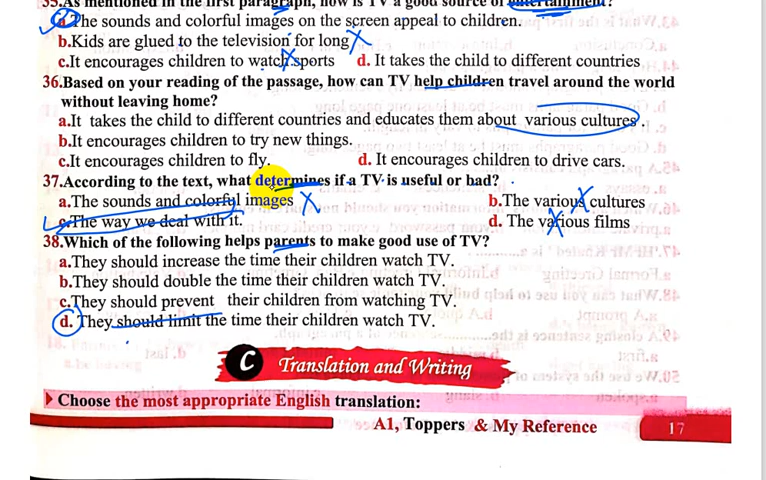 35.As mentioned in the first paragraph, how is TV a good source of entertainment?
a.The sounds and colorful images on the screen appeal to children.
b.Kids are glued to the television for long
c.It encourages children to watch sports d. It takes the child to different countries
36.Based on your reading of the passage, how can TV help children travel around the world
without leaving home?
a.It takes the child to different countries and educates them about various cultures.
b.It encourages children to try new things.
c.It encourages children to fly. d. It encourages children to drive cars.
37.According to the text, what determines if a TV is useful or bad?
a.The sounds and colorful images b.The various cultures
c.The way we deal with it. d. The various films
38.Which of the following helps parents to make good use of TV?
a.They should increase the time their children watch TV.
b.They should double the time their children watch TV.
c.They should prevent their children from watching TV.
d. They should limit the time their children watch TV.
C Translation and Writing
Choose the most appropriate English translation:
A1, Toppers & My Reference 17